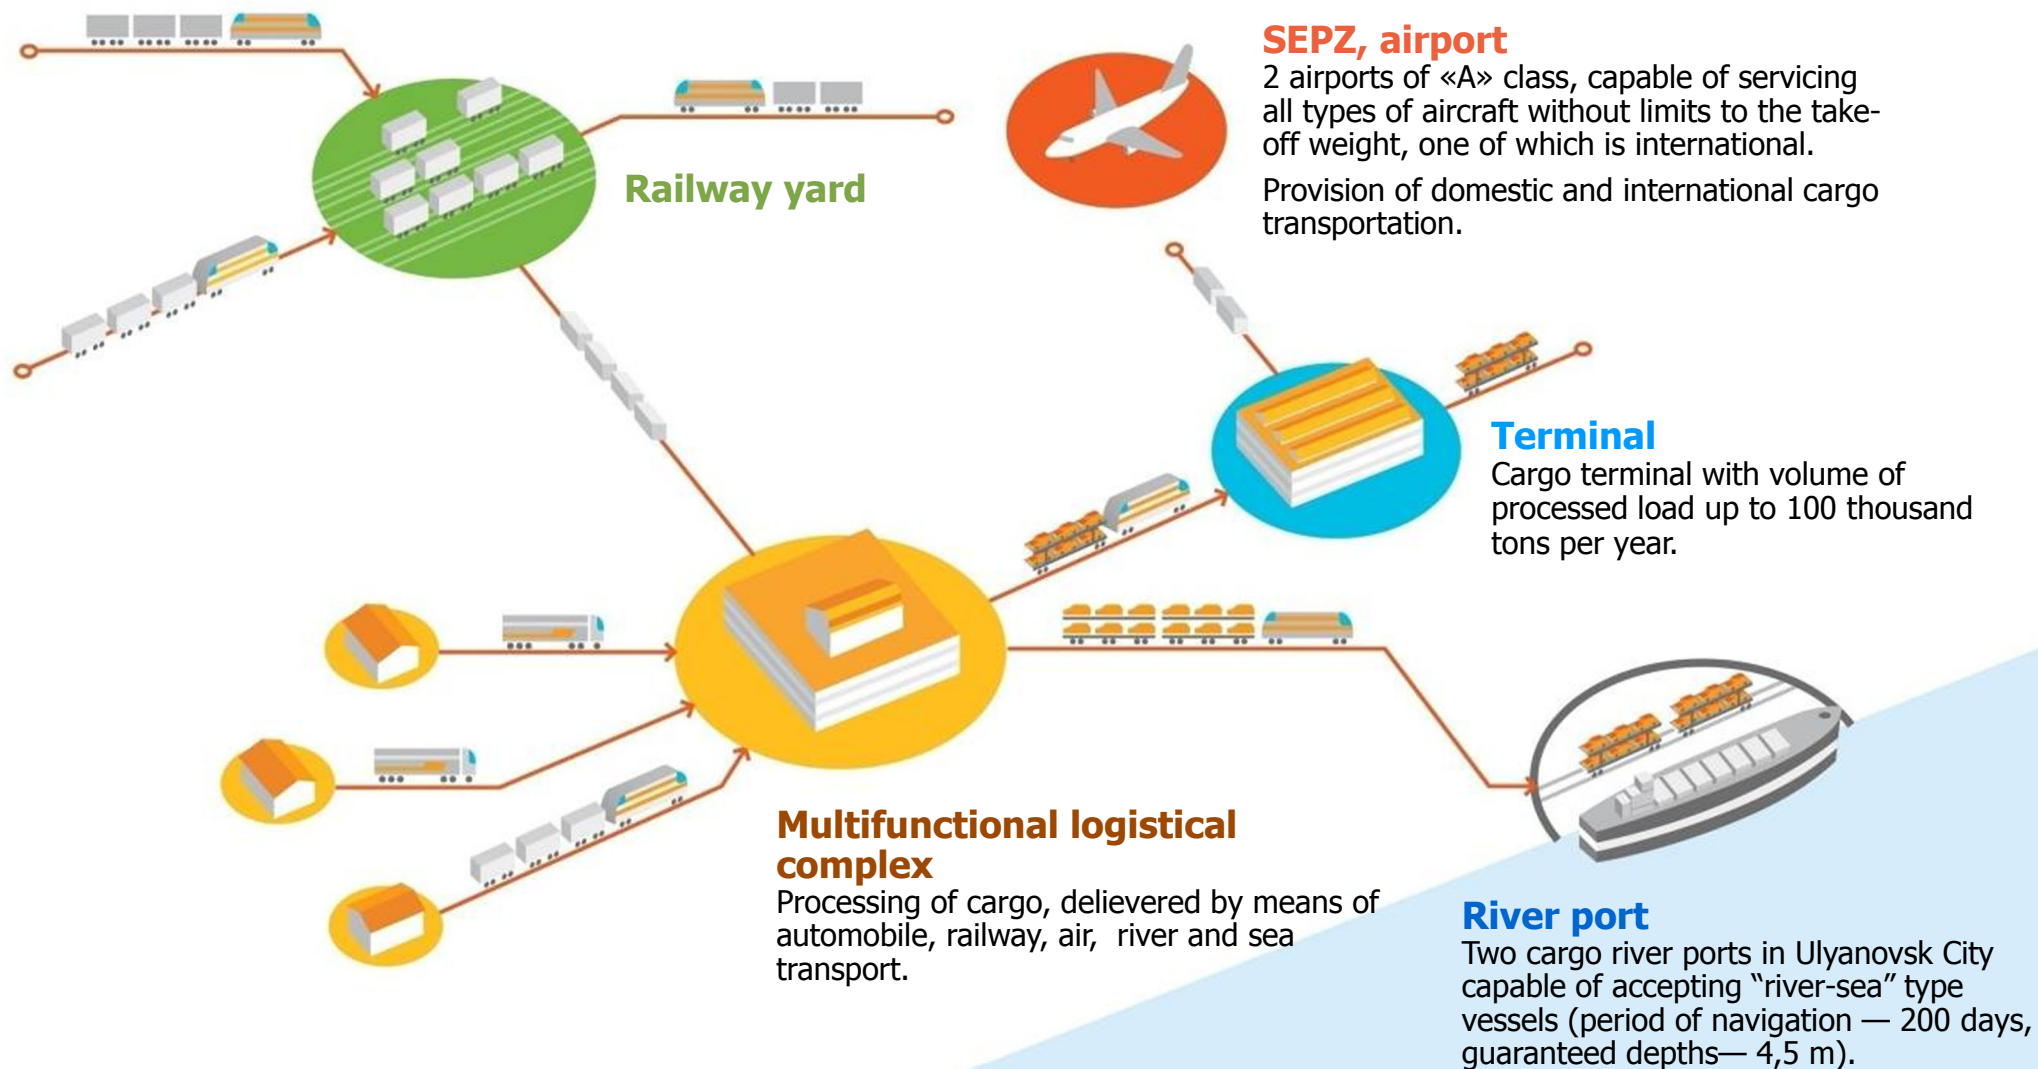 SEPZ, airport
2 airports of «A» class, capable of servicing
all types of aircraft without limits to the take-
off weight, one of which is international.
Provision of domestic and international cargo
transportation.
Railway yard
Terminal
Cargo terminal with volume of
processed load up to 100 thousand
tons per year.
Multifunctional logistical
complex
Processing of cargo, delievered by means of
automobile, railway, air, river and sea
transport.
River port
Two cargo river ports in Ulyanovsk City
capable of accepting “river-sea” type
vessels (period of navigation — 200 days,
guaranteed depths— 4,5 m).